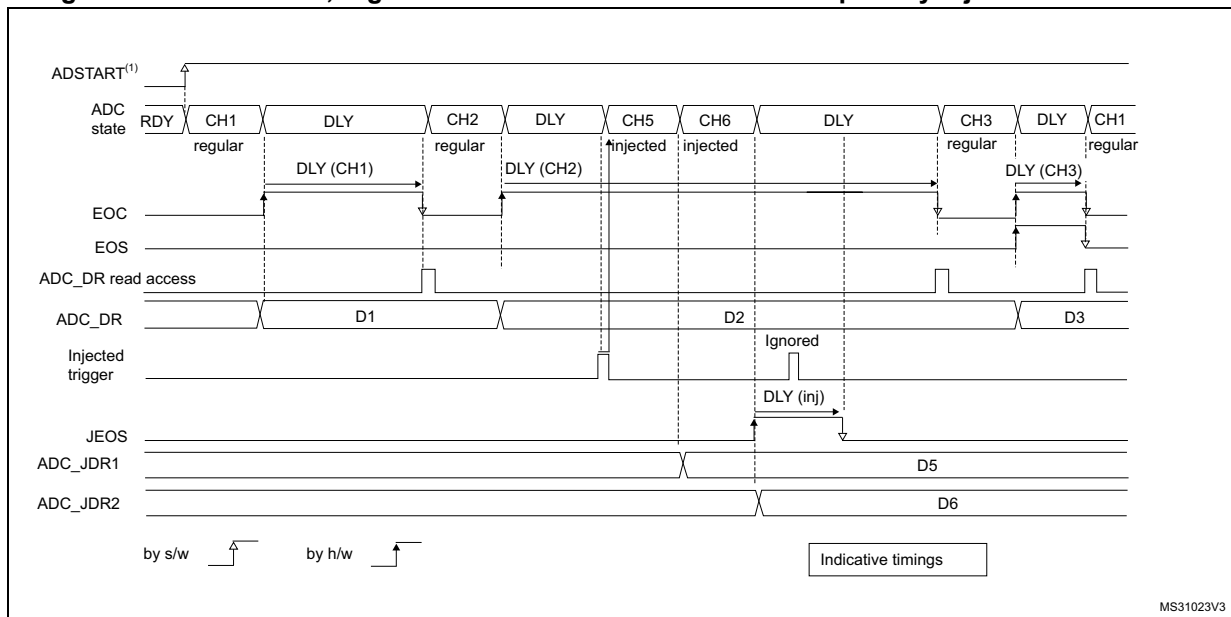 ADSTART(1)
ADC state RDY CH1 DLY CH2 DLY CH5 CH6 DLY CH3 DLY CH1
regular regular injected injected regular regular
DLY (CH1) DLY (CH2) DLY (CH3)
EOC
EOS
ADC_DR read access
ADC_DR D1 D2 D3
Ignored
Injected trigger
DLY (inj)
JEOS
ADC_JDR1 D5
ADC_JDR2 D6
by s/w by h/w Indicative timings
MS31023V3